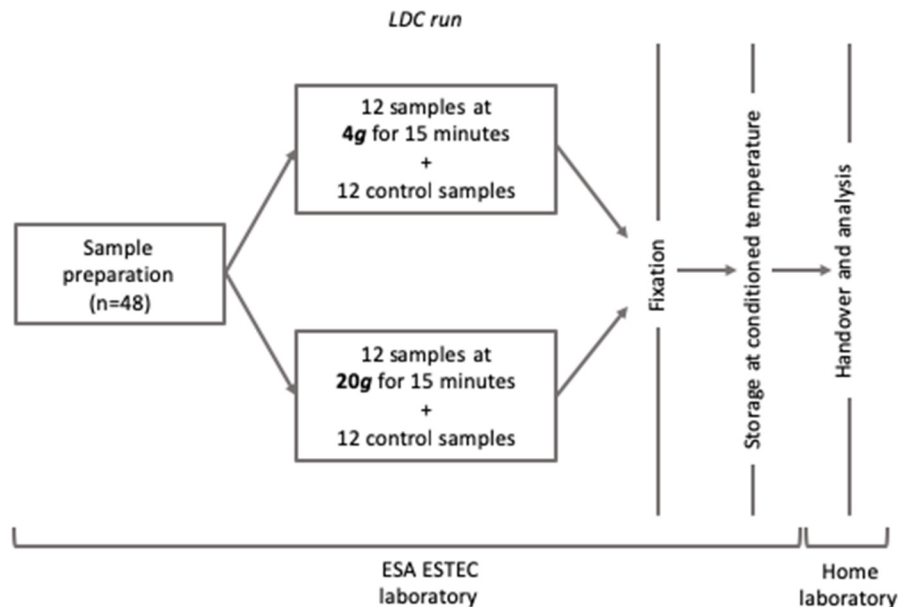 LDC run
12 samples at
4g for 15 minutes
+
12 control samples
Sample
preparation
(n=48)
12 samples at
20g for 15 minutes
+
12 control samples
Fixation
Storage at conditioned temperature
Handover and analysis
ESA ESTEC
laboratory
Home
laboratory